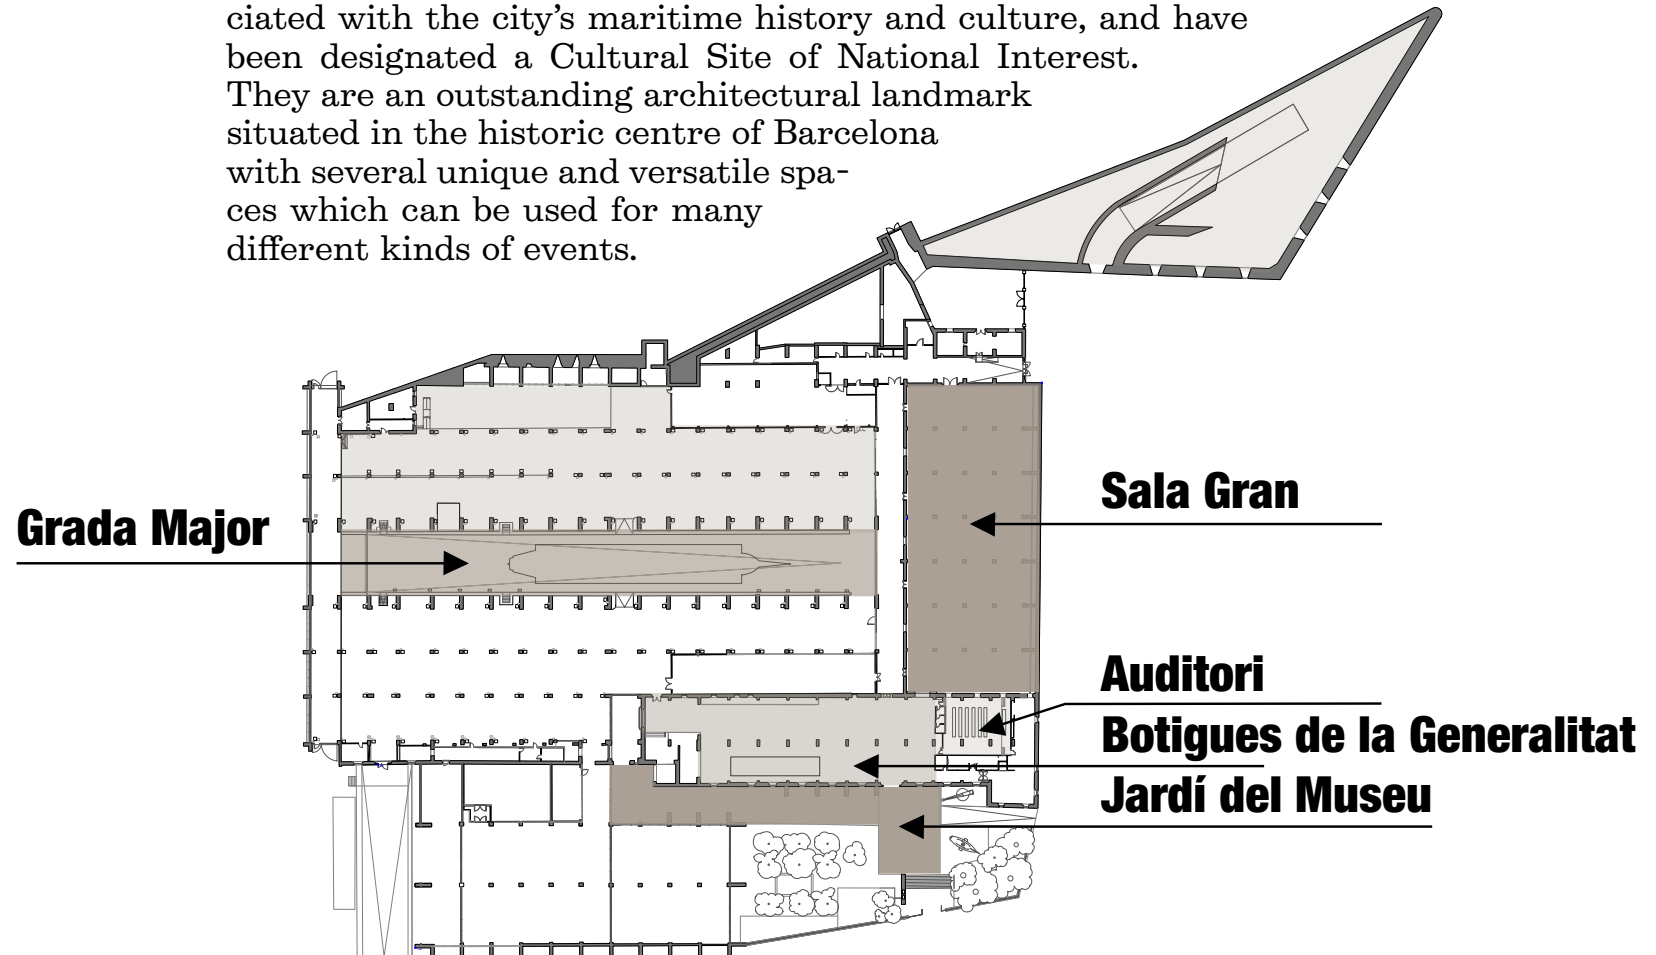 ciated with the city’s maritime history and culture, and have
been designated a Cultural Site of National Interest.
They are an outstanding architectural landmark
situated in the historic centre of Barcelona
with several unique and versatile spa-
ces which can be used for many
different kinds of events.
Sala Gran
Grada Major
Auditori
Botigues de la Generalitat
Jardí del Museu